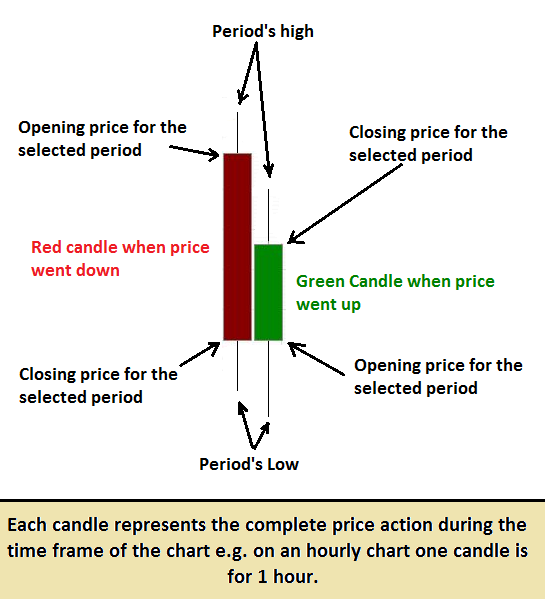 Period's high
Opening price for the
selected period
Closing price for the
selected period
Red candle when price
went down
Green Candle when price
went up
Closing price for the
selected period
Opening price for the
selected period
Period's Low
Each candle represents the complete price action during the
time frame of the chart e.g. on an hourly chart one candle is
for 1 hour.